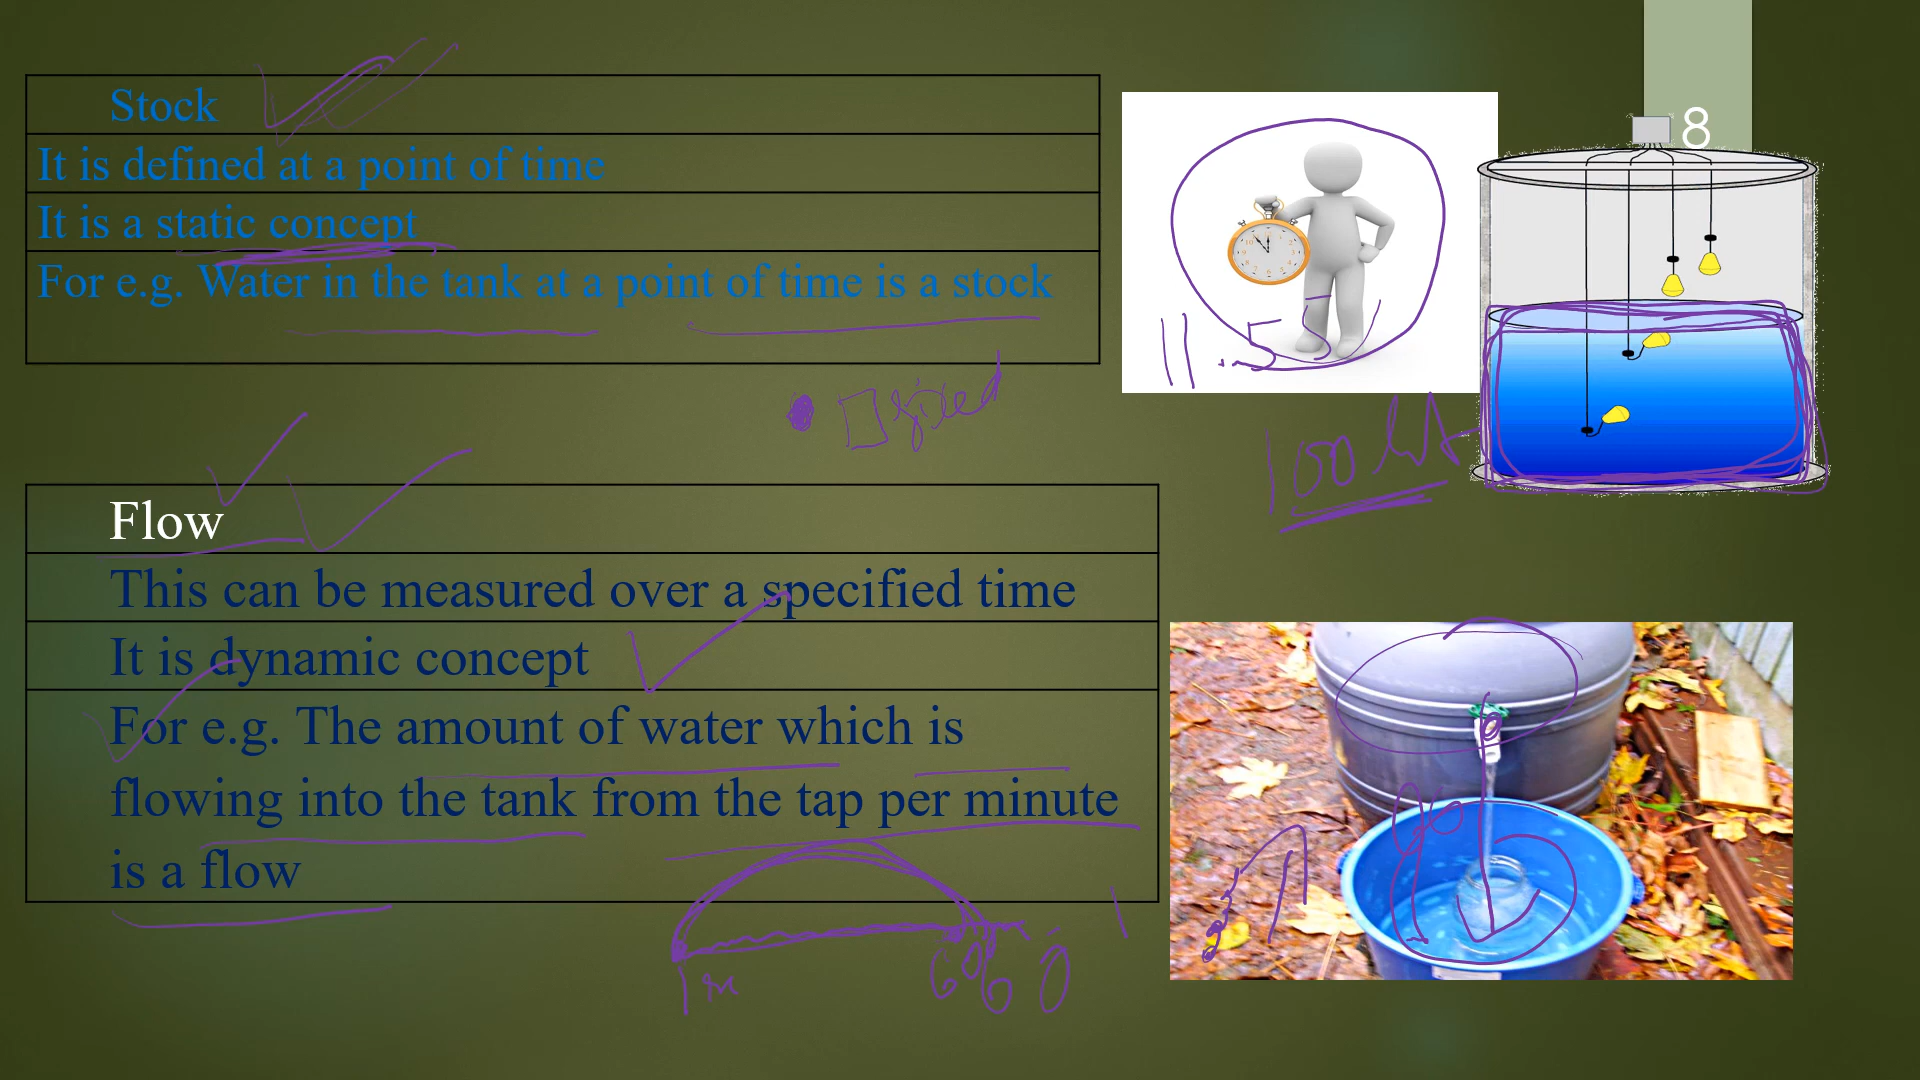 Stock
It is defined at a point of time
It is a static concept
For e.g. Water in the tank at a point of time is a stock
8
11.55
fixed
100 lit
Flow
This can be measured over a specified time
It is dynamic concept
For e.g. The amount of water which is
flowing into the tank from the tap per minute
is a flow